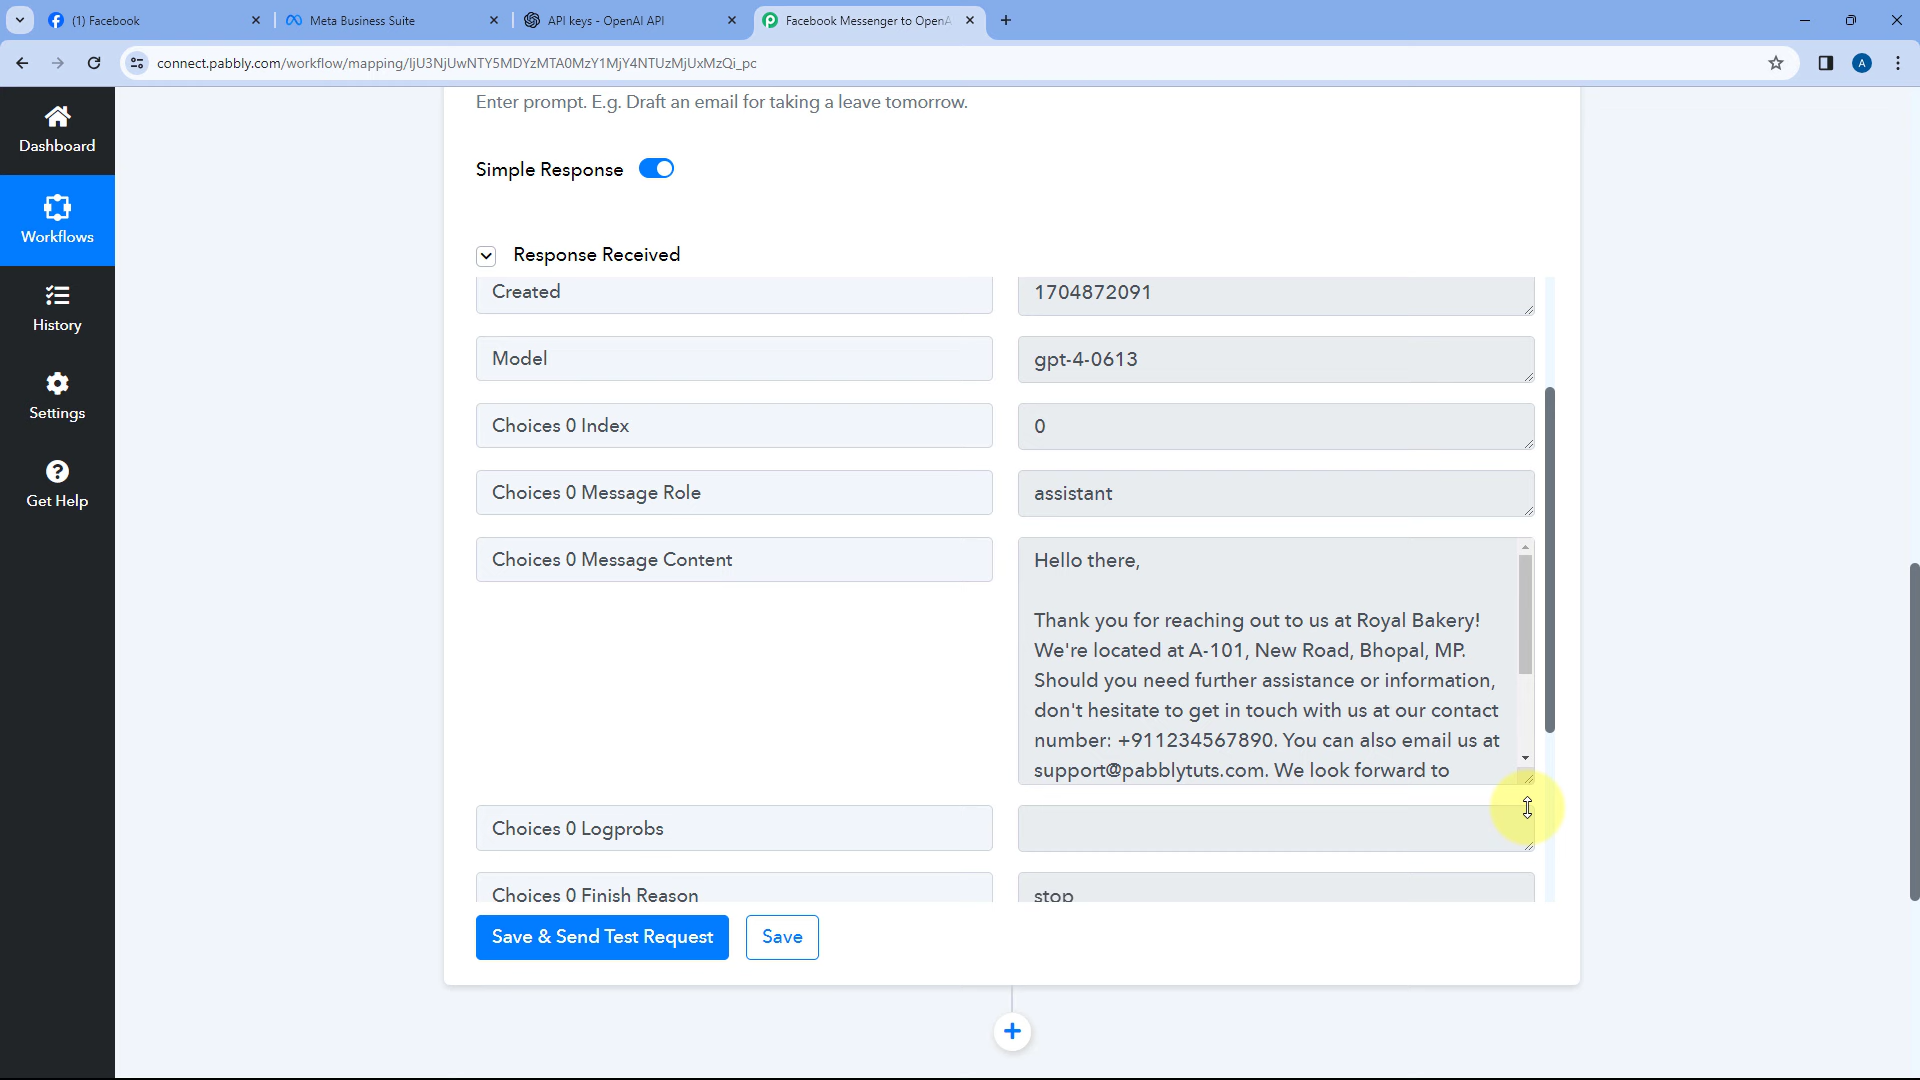 (1) Facebook
Meta Business Suite
API keys - OpenAI API
Facebook Messenger to OpenA
connect.pabbly.com/workflow/mapping/IjU3NjUwNTY5MDYzMTA0MzY1MjY4NTUzMjUxMzQi_pc
A
Dashboard
Workflows
History
Settings
Get Help
Enter prompt. E.g. Draft an email for taking a leave tomorrow.
Simple Response
Response Received
Created
1704872091
Model
gpt-4-0613
Choices 0 Index
0
Choices 0 Message Role
assistant
Choices 0 Message Content
Hello there,
Thank you for reaching out to us at Royal Bakery!
We're located at A-101, New Road, Bhopal, MP.
Should you need further assistance or information,
don't hesitate to get in touch with us at our contact
number: +911234567890. You can also email us at
support@pabblytuts.com. We look forward to
Choices 0 Logprobs
Choices 0 Finish Reason
stop
Save & Send Test Request
Save